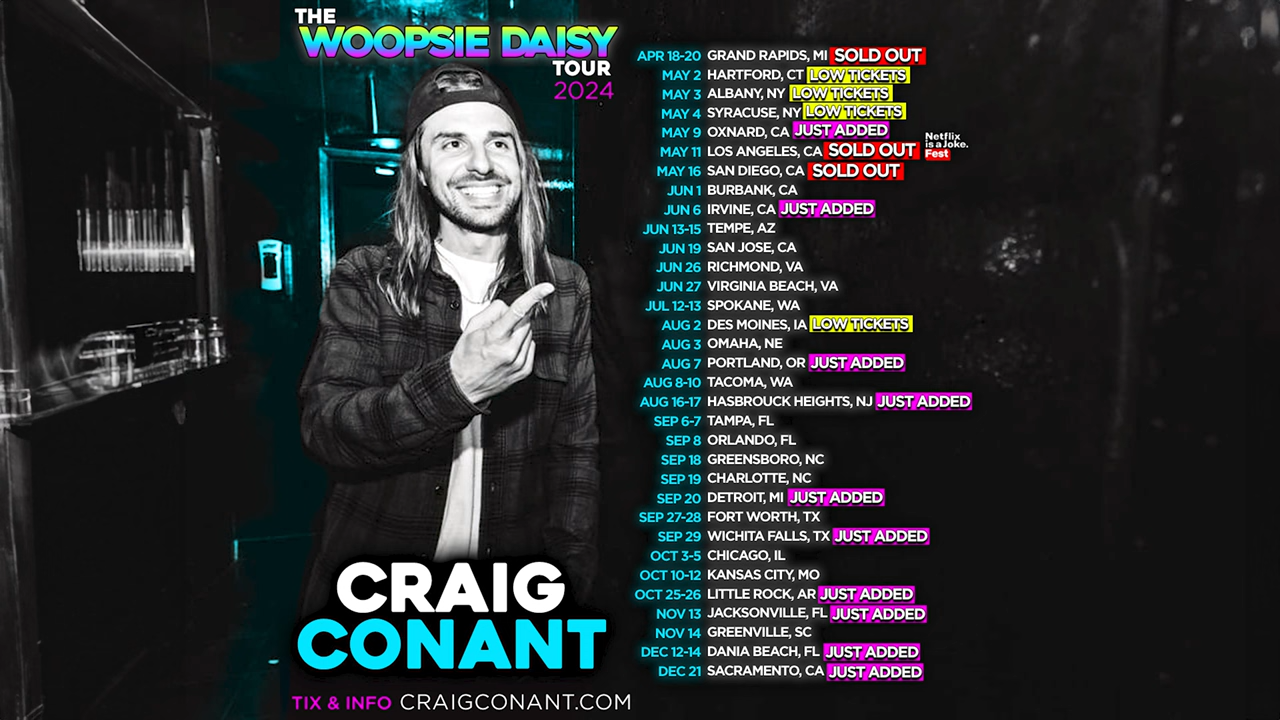 THE
WOOPSIE DAISY
TOUR
2024
APR 18-20 GRAND RAPIDS, MI SOLD OUT
MAY 2 HARTFORD, CT LOW TICKETS
MAY 3 ALBANY, NY LOW TICKETS
MAY 4 SYRACUSE, NY LOW TICKETS
MAY 9 OXNARD, CA JUST ADDED
MAY 11 LOS ANGELES, CA SOLD OUT
Netflix
is a Joke.
Fest
MAY 16 SAN DIEGO, CA SOLD OUT
JUN 1 BURBANK, CA
JUN 6 IRVINE, CA JUST ADDED
JUN 13-15 TEMPE, AZ
JUN 19 SAN JOSE, CA
JUN 26 RICHMOND, VA
JUN 27 VIRGINIA BEACH, VA
JUL 12-13 SPOKANE, WA
AUG 2 DES MOINES, IA LOW TICKETS
AUG 3 OMAHA, NE
AUG 7 PORTLAND, OR JUST ADDED
AUG 8-10 TACOMA, WA
AUG 16-17 HASBROUCK HEIGHTS, NJ JUST ADDED
SEP 6-7 TAMPA, FL
SEP 8 ORLANDO, FL
SEP 18 GREENSBORO, NC
SEP 19 CHARLOTTE, NC
SEP 20 DETROIT, MI JUST ADDED
SEP 27-28 FORT WORTH, TX
SEP 29 WICHITA FALLS, TX JUST ADDED
OCT 3-5 CHICAGO, IL
OCT 10-12 KANSAS CITY, MO
OCT 25-26 LITTLE ROCK, AR JUST ADDED
NOV 13 JACKSONVILLE, FL JUST ADDED
NOV 14 GREENVILLE, SC
DEC 12-14 DANIA BEACH, FL JUST ADDED
DEC 21 SACRAMENTO, CA JUST ADDED
CRAIG
CONANT
TIX & INFO CRAIGCONANT.COM